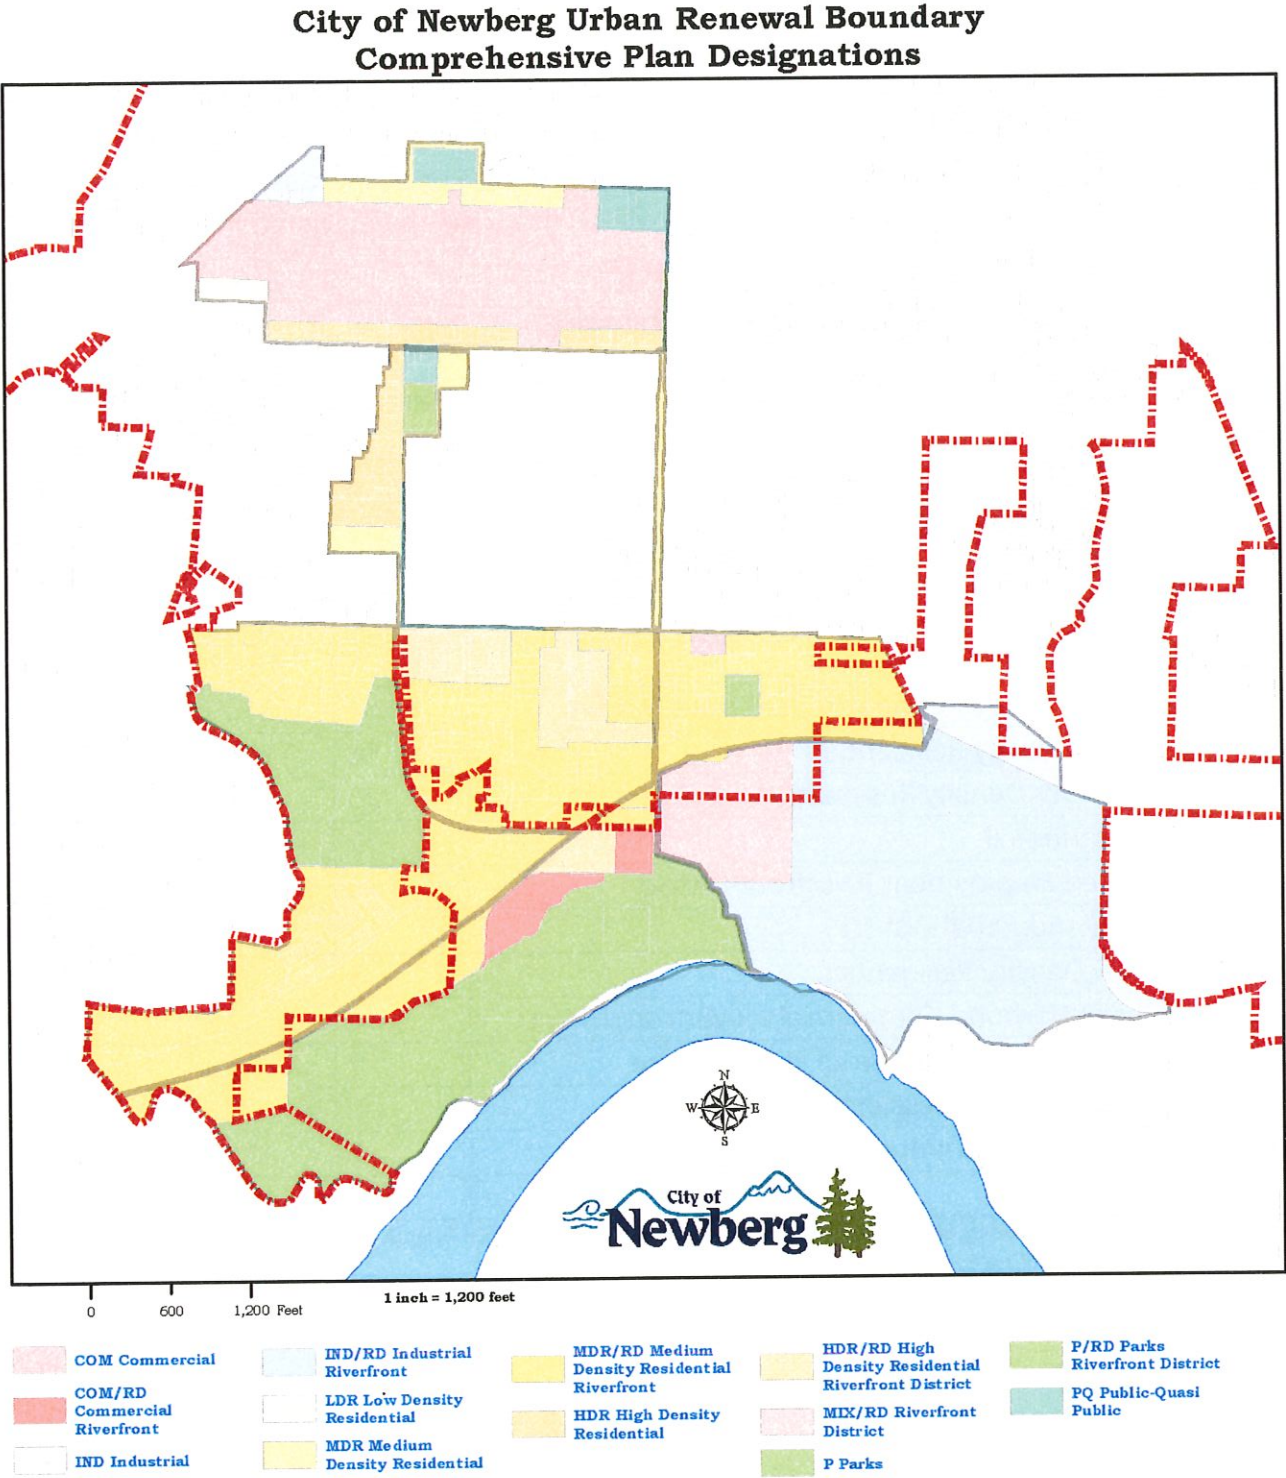 City of Newberg Urban Renewal Boundary
Comprehensive Plan Designations
N
W
E
S
City of
Newberg
0
600
1,200 Feet
1 inch = 1,200 feet
COM Commercial
COM/RD
Commercial
Riverfront
IND Industrial
IND/RD Industrial
Riverfront
LDR Low Density
Residential
MDR Medium
Density Residential
MDR/RD Medium
Density Residential
Riverfront
HDR High Density
Residential
HDR/RD High
Density Residential
Riverfront District
MIX/RD Riverfront
District
P Parks
P/RD Parks
Riverfront District
PQ Public-Quasi
Public